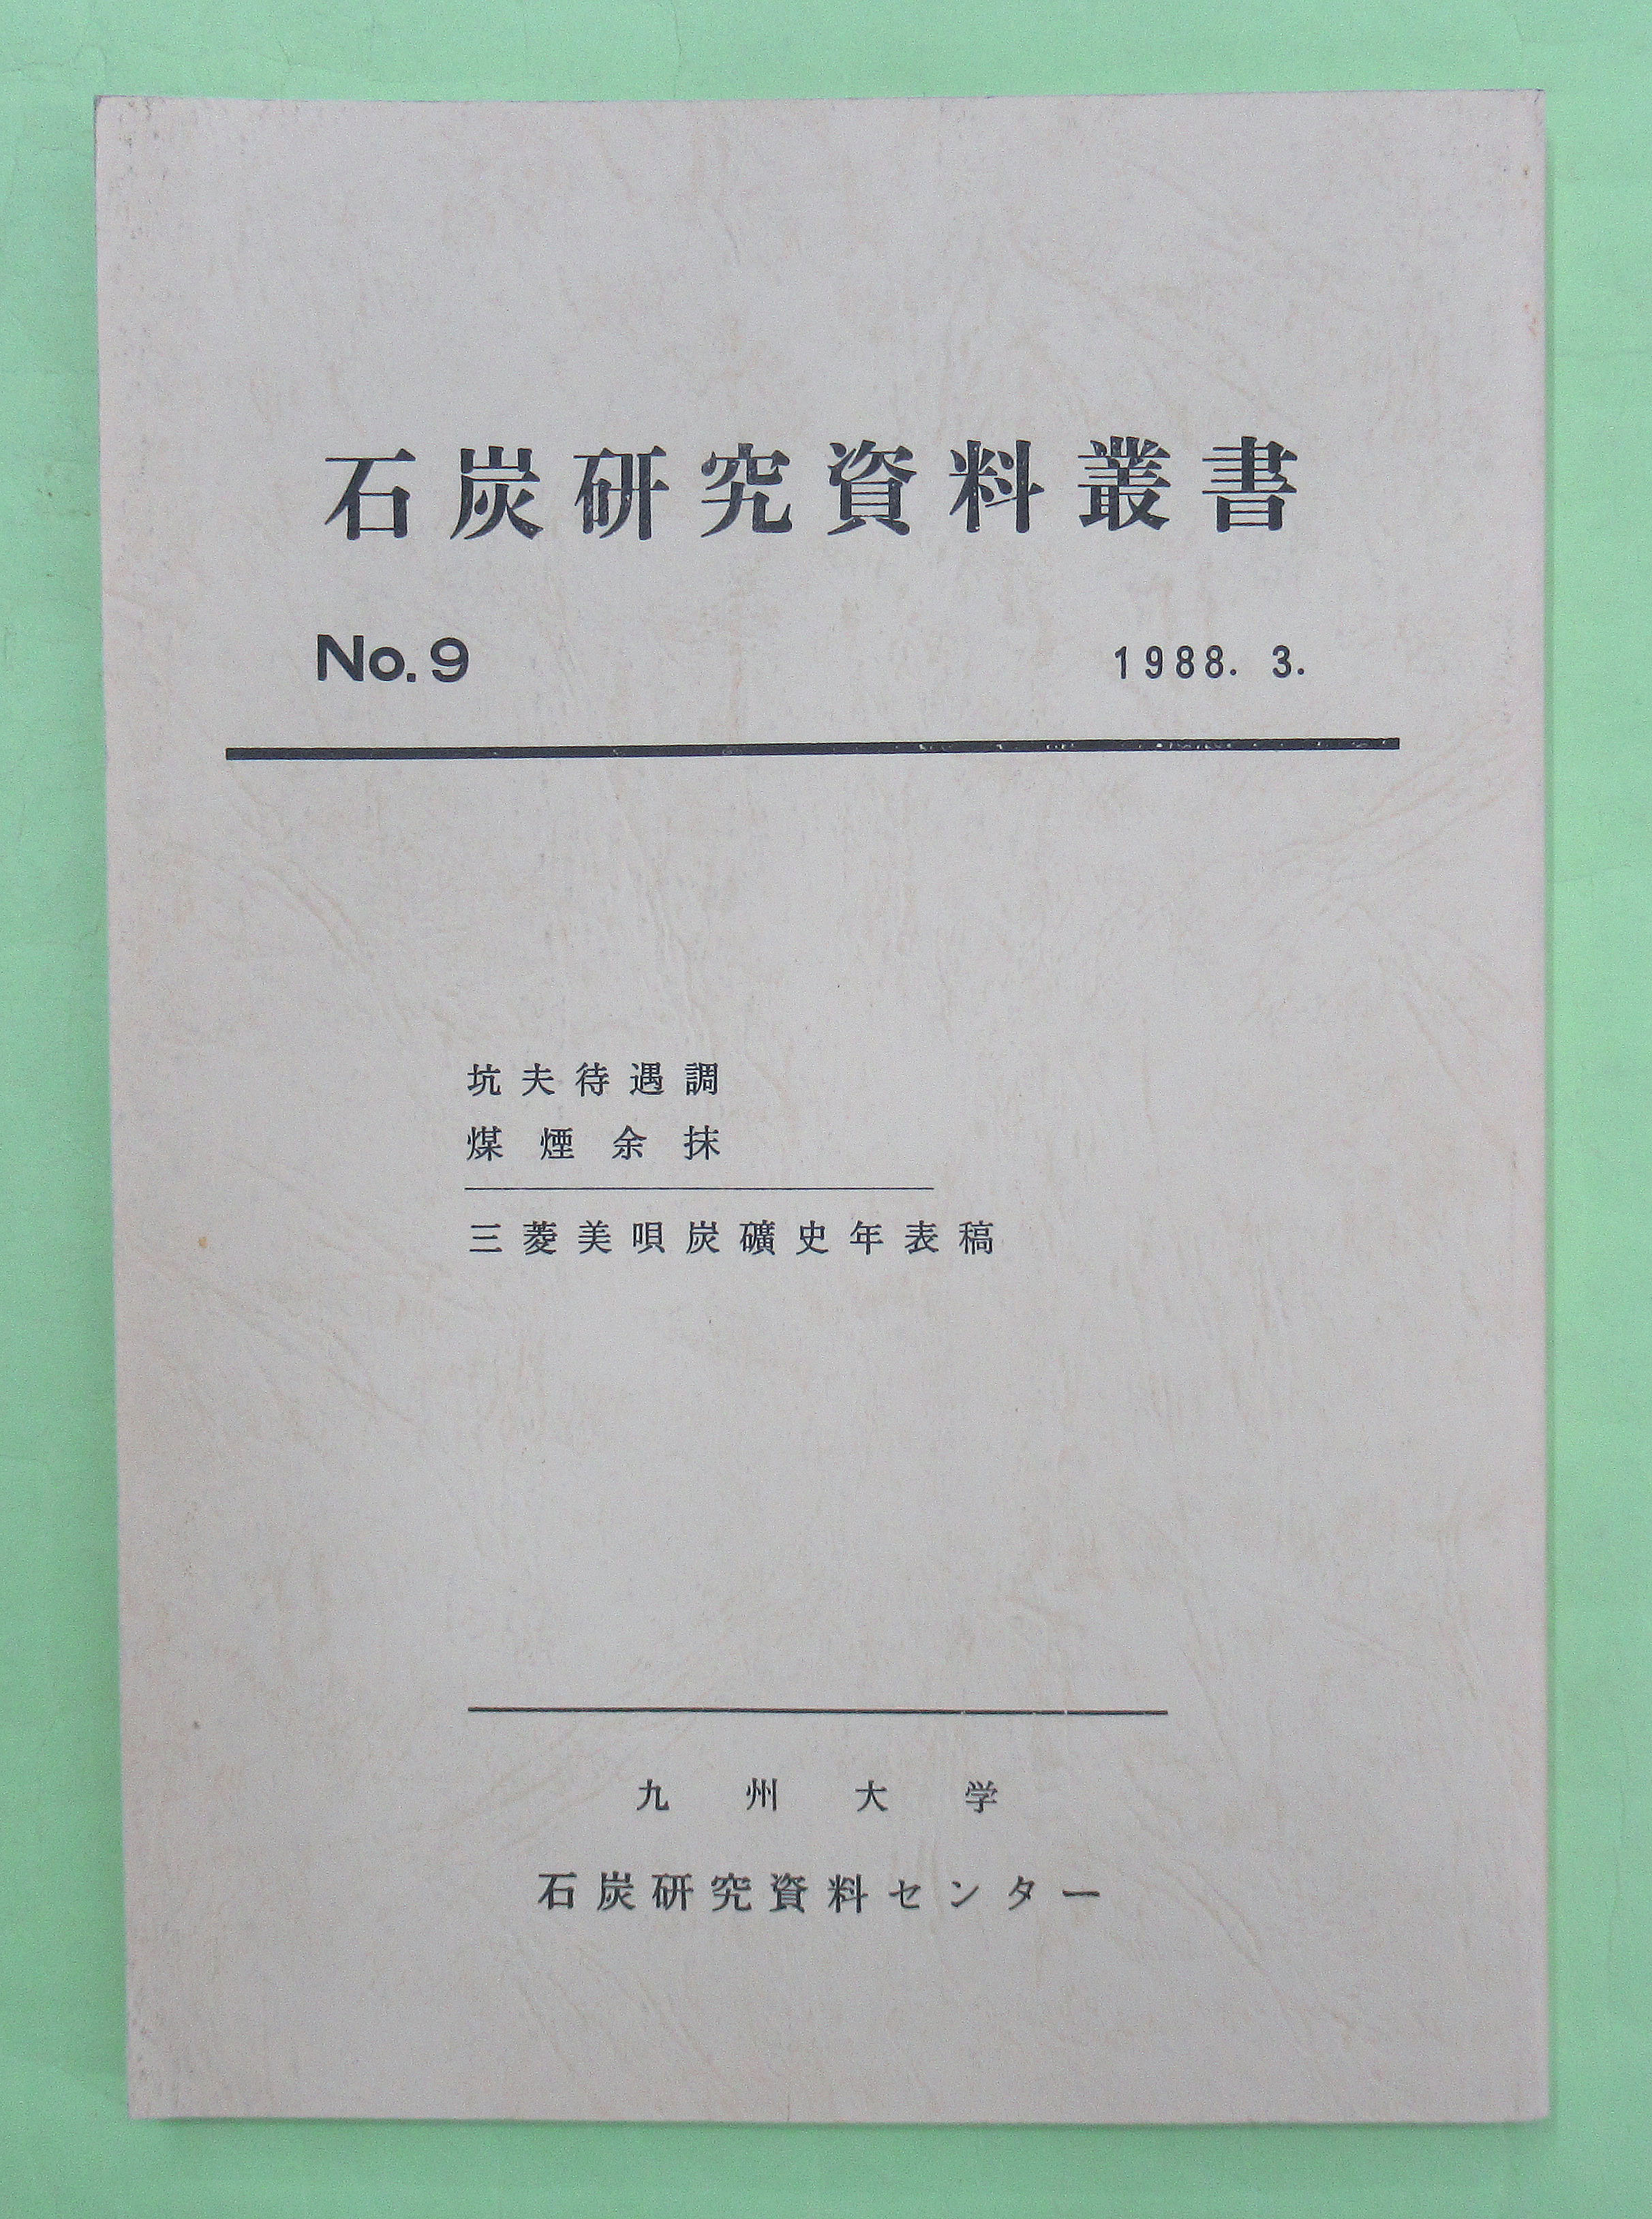 石炭研究資料叢書
No.9 1988. 3.
坑夫待遇調
煤煙余抹
三菱美唄炭礦史年表稿
九州大学
石炭研究資料センター